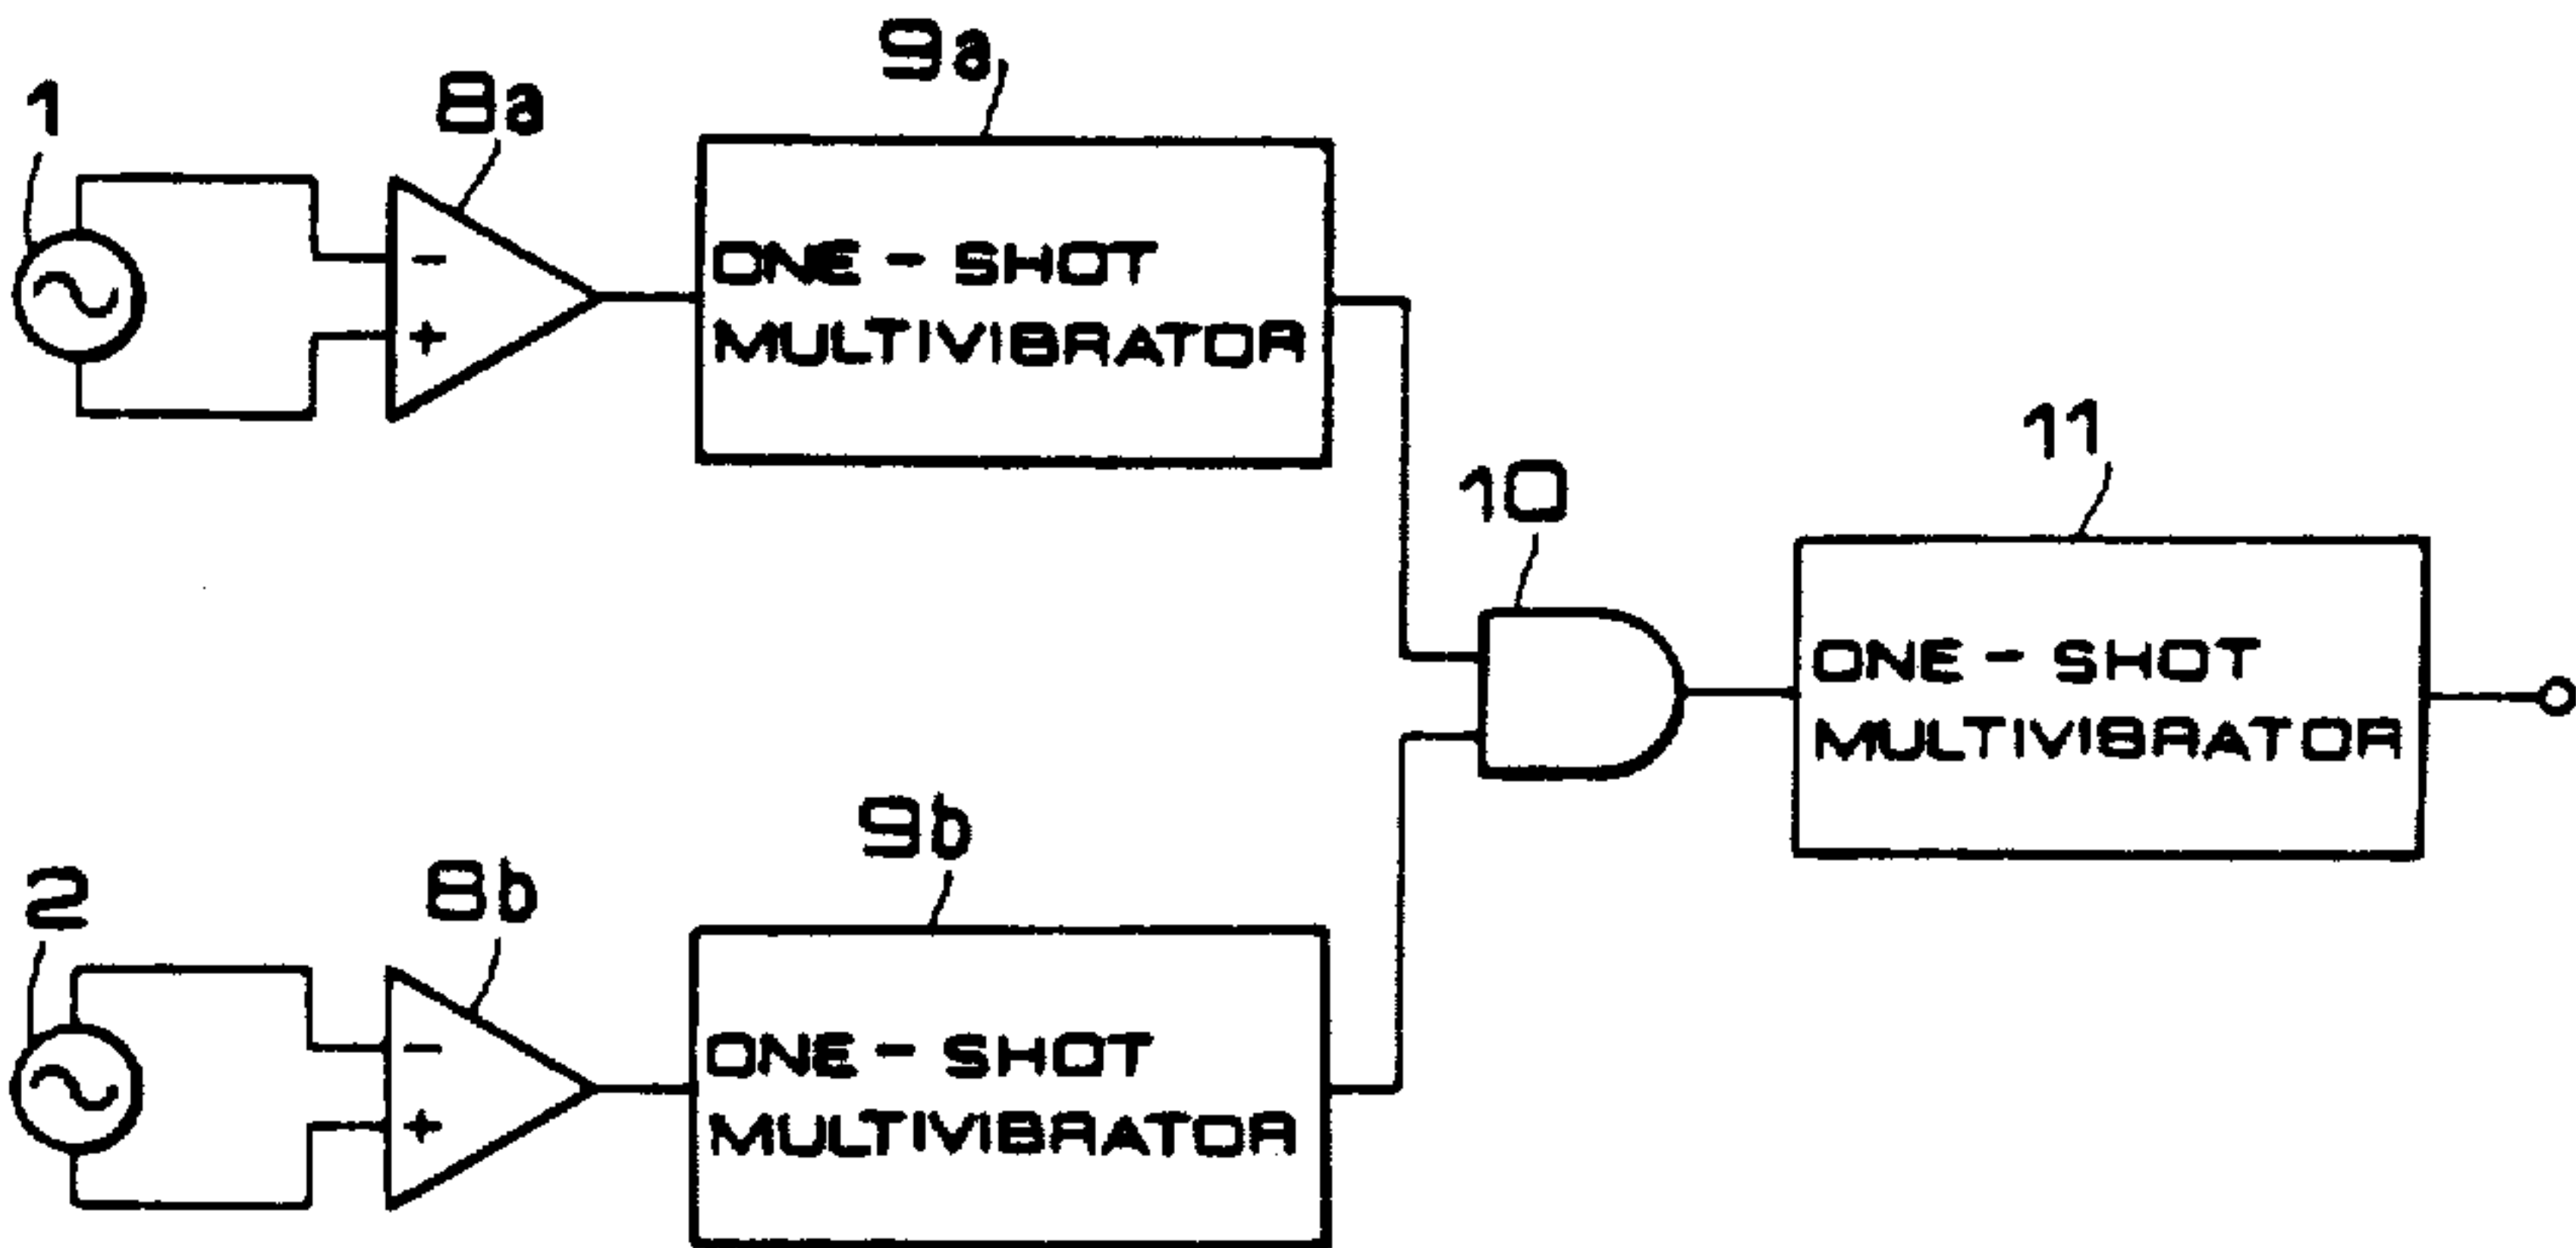 1
8a
9a
-
+
ONE - SHOT
MULTIVIBRATOR
10
11
ONE - SHOT
MULTIVIBRATOR
2
8b
9b
-
+
ONE - SHOT
MULTIVIBRATOR